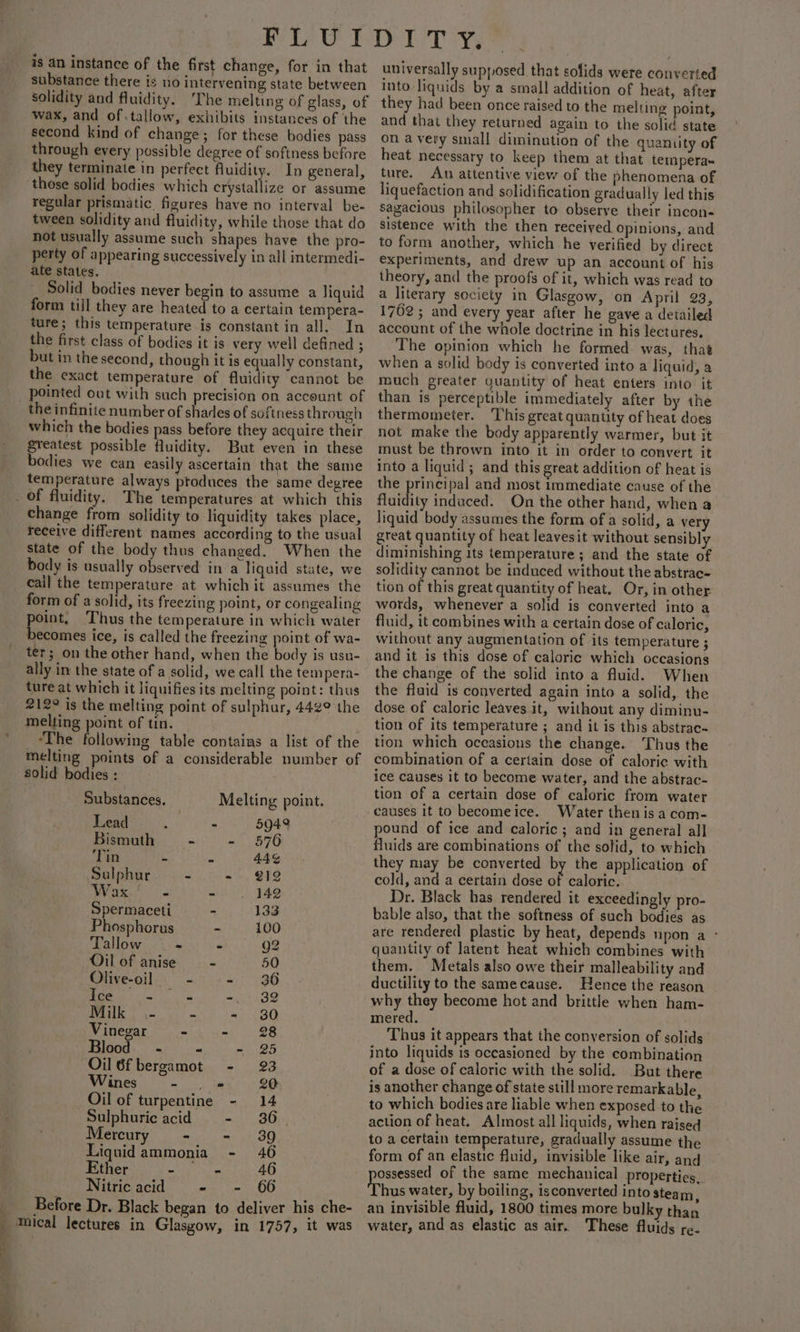 FLUIDITY.
is an instance of the first change, for in that
substance there is no intervening state between
solidity and fluidity. The melting of glass, of
wax, and of tallow, exhibits instances of the
second kind of change; for these bodies pass
through every possible degree of softness before
they terminate in perfect fluidity. In general,
those solid bodies which crystallize or assume
regular prismatic figures have no interval be-
tween solidity and fluidity, while those that do
not usually assume such shapes have the pro-
perty of appearing successively in all intermedi-
ate states.
Solid bodies never begin to assume a liquid
form till they are heated to a certain tempera-
ture; this temperature is constant in all. In
the first class of bodies it is very well defined;
but in the second, though it is equally constant,
the exact temperature of fluidity cannot be
pointed out with such precision on account of
the infinite number of shades of softness through
which the bodies pass before they acquire their
greatest possible fluidity. But even in these
bodies we can easily ascertain that the same
temperature always produces the same degree
of fluidity. The temperatures at which this
change from solidity to liquidity takes place,
receive different names according to the usual
state of the body thus changed. When the
body is usually observed in a liquid state, we
call the temperature at which it assumes the
form of a solid, its freezing point, or congealing
point. Thus the temperature in which water
becomes ice, is called the freezing point of wa-
ter; on the other hand, when the body is usu-
ally in the state of a solid, we call the tempera-
ture at which it liquifies its melting point: thus
212° is the melting point of sulphur, 442° the
melting point of tin.
The following table contains a list of the
melting points of a considerable number of
solid bodies:
Substances. Melting point.
Lead - - 594°
Bismuth - - 576
Tin - - 442
Sulphur - - 212
Wax - - 142
Spermaceti - 133
Phosphorus - 100
Tallow - - 92
Oil of anise - 50
Olive-oil - - 36
Ice - - - 32
Milk - - - 30
Vinegar - - 28
Blood - - - 25
Oil of bergamot - 23
Wines - - 20
Oil of turpentine - 14
Sulphuric acid - 36
Mercury - - 39
Liquid ammonia - 46
Ether - - 46
Nitric acid - - 66
Before Dr. Black began to deliver his che-
mical lectures in Glasgow, in 1757, it was
universally supposed that solids were converted
into liquids by a small addition of heat, after
they had been once raised to the melting point,
and that they returned again to the solid state
on a very small diminution of the quantity of
heat necessary to keep them at that tempera-
ture. An attentive view of the phenomena of
liquefaction and solidification gradually led this
sagacious philosopher to observe their incon-
sistence with the then received opinions, and
to form another, which he verified by direct
experiments, and drew up an account of his
theory, and the proofs of it, which was read to
a literary society in Glasgow, on April 23,
1762; and every year after he gave a detailed
account of the whole doctrine in his lectures.
The opinion which he formed was, that
when a solid body is converted into a liquid, a
much greater quantity of heat enters into it
than is perceptible immediately after by the
thermometer. This great quantity of heat does
not make the body apparently warmer, but it
must be thrown into it in order to convert it
into a liquid; and this great addition of heat is
the principal and most immediate cause of the
fluidity induced. On the other hand, when a
liquid body assumes the form of a solid, a very
great quantity of heat leaves it without sensibly
diminishing its temperature; and the state of
solidity cannot be induced without the abstrac-
tion of this great quantity of heat. Or, in other
words, whenever a solid is converted into a
fluid, it combines with a certain dose of caloric,
without any augmentation of its temperature;
and it is this dose of caloric which occasions
the change of the solid into a fluid. When
the fluid is converted again into a solid, the
dose of caloric leaves it, without any diminu-
tion of its temperature; and it is this abstrac-
tion which occasions the change. Thus the
combination of a certain dose of caloric with
ice causes it to become water, and the abstrac-
tion of a certain dose of caloric from water
causes it to become ice. Water then is a com-
pound of ice and caloric; and in general all
fluids are combinations of the solid, to which
they may be converted by the application of
cold, and a certain dose of caloric.
Dr. Black has rendered it exceedingly pro-
bable also, that the softness of such bodies as
are rendered plastic by heat, depends upon a
quantity of latent heat which combines with
them. Metals also owe their malleability and
ductility to the same cause. Hence the reason
why they become hot and brittle when ham-
mered.
Thus it appears that the conversion of solids
into liquids is occasioned by the combination
of a dose of caloric with the solid. But there
is another change of state still more remarkable,
to which bodies are liable when exposed to the
action of heat. Almost all liquids, when raised
to a certain temperature, gradually assume the
form of an elastic fluid, invisible like air, and
possessed of the same mechanical properties.
Thus water, by boiling, is converted into steam,
an invisible fluid, 1800 times more bulky than
water, and as elastic as air. These fluids re-